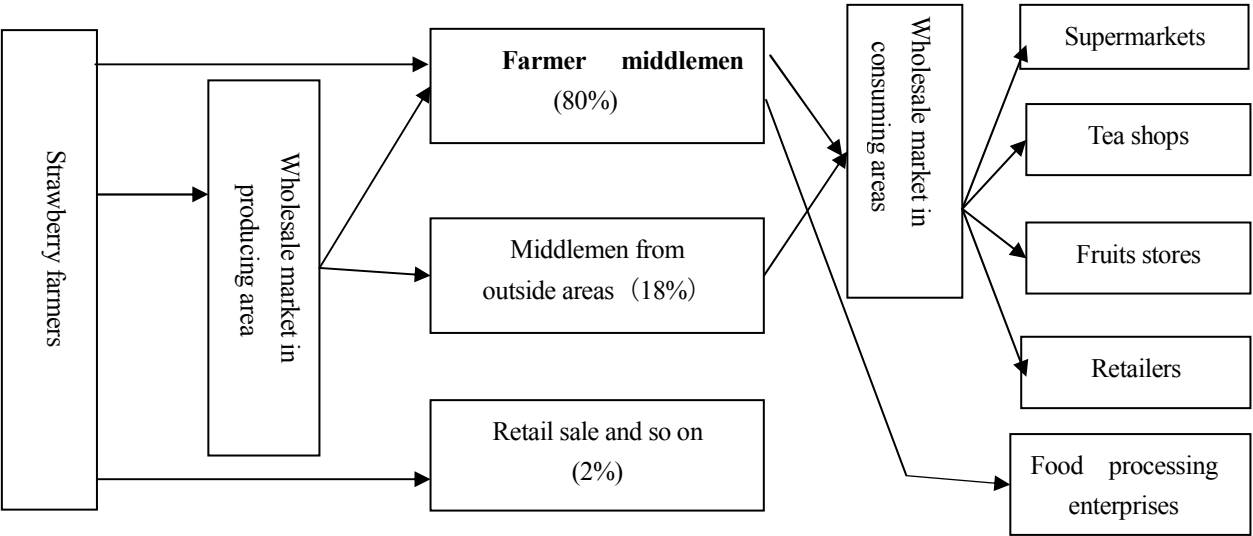 Strawberry farmers
Wholesale market in
producing area
Farmer middlemen
(80%)
Middlemen from
outside areas（18%）
Retail sale and so on
(2%)
Wholesale market in
consuming areas
Supermarkets
Tea shops
Fruits stores
Retailers
Food processing
enterprises